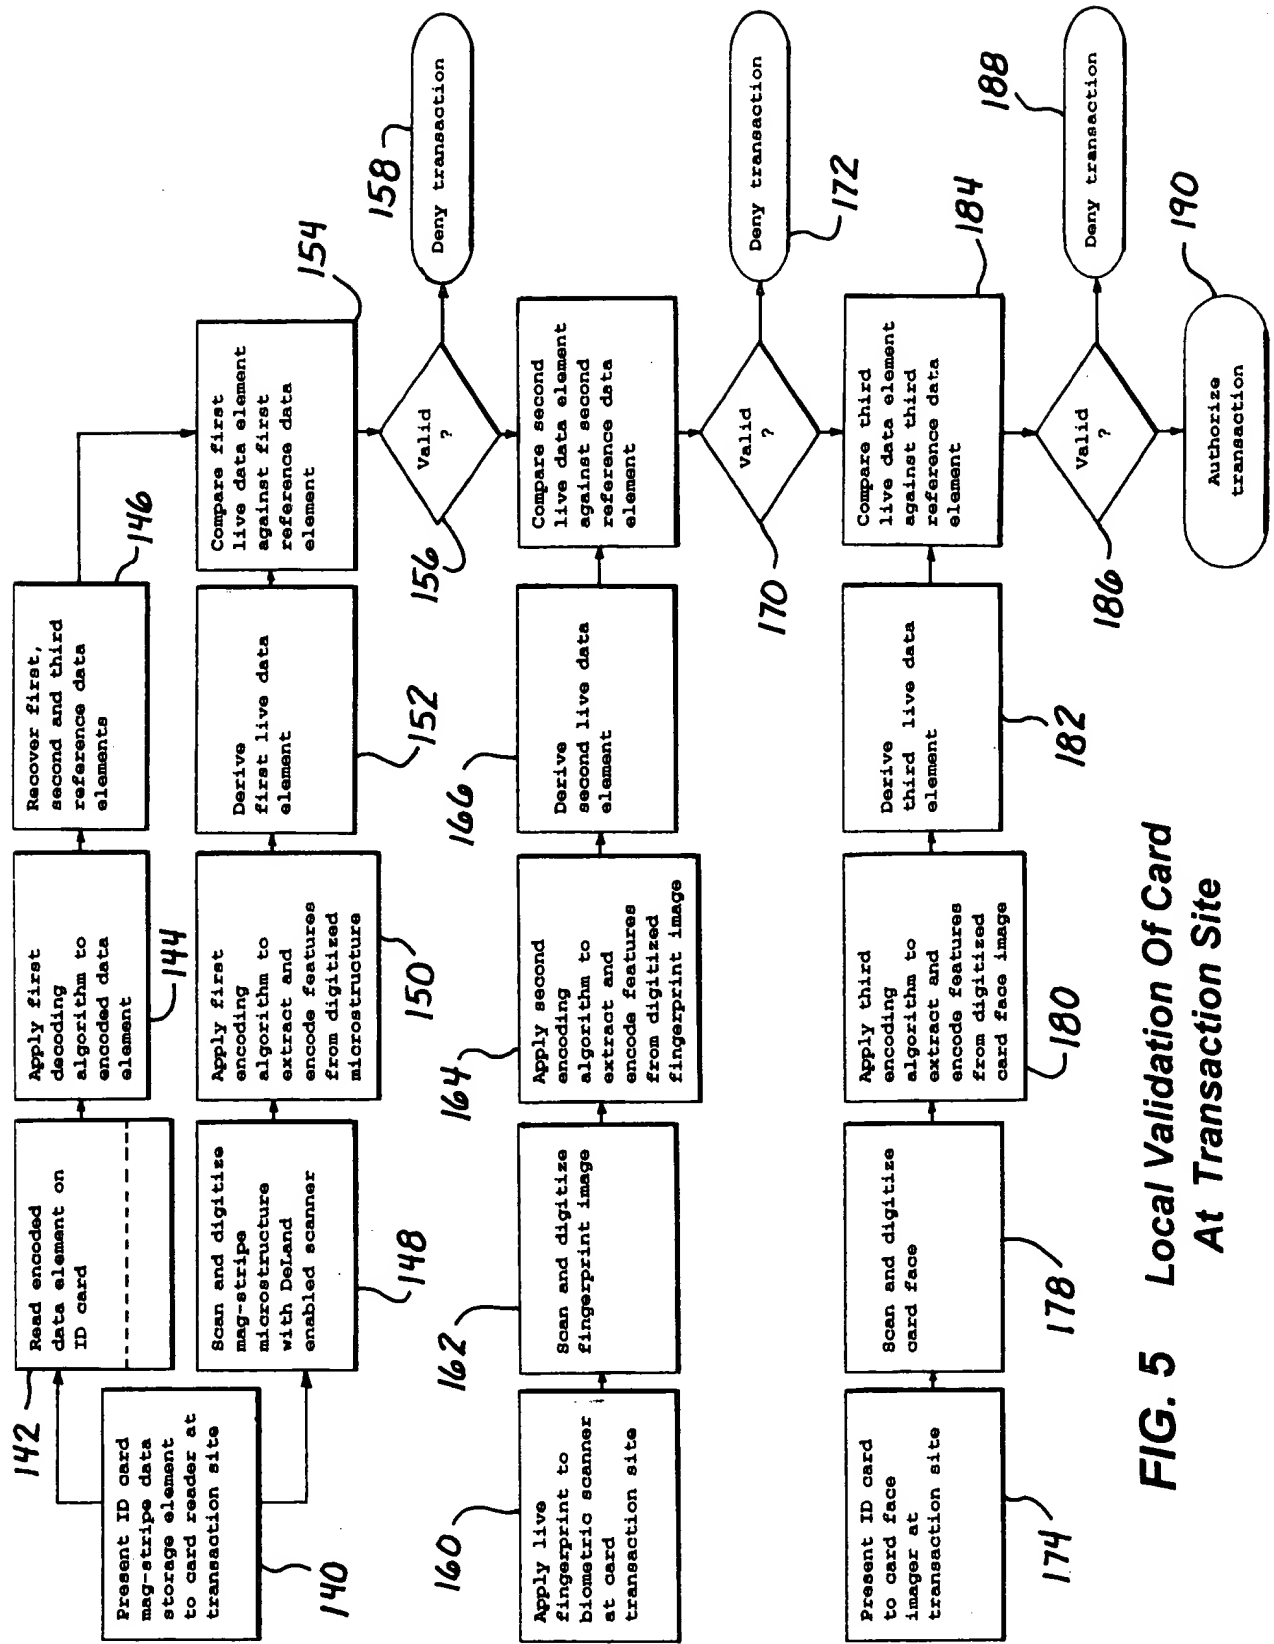 Present ID card
mag-stripe data
storage element
to card reader at
transaction site
140
142
Read encoded
data element on
ID card
Apply first
decoding
algorithm to
encoded data
element
144
Recover first,
second and third
reference data
elements
146
Scan and digitize
mag-stripe
microstructure
with DeLand
enabled scanner
148
Apply first
encoding
algorithm to
extract and
encode features
from digitized
microstructure
150
Derive
first live data
element
152
Compare first
live data element
against first
reference data
element
154
Valid
?
156
Deny transaction
158
Apply live
fingerprint to
biometric scanner
at card
transaction site
160
Scan and digitize
fingerprint image
162
Apply second
encoding
algorithm to
extract and
encode features
from digitized
fingerprint image
164
Derive
second live data
element
166
Compare second
live data element
against second
reference data
element
Valid
?
170
Deny transaction
172
Present ID card
to card face
imager at
transaction site
174
Scan and digitize
card face
178
Apply third
encoding
algorithm to
extract and
encode features
from digitized
card face image
180
Derive
third live data
element
182
Compare third
live data element
against third
reference data
element
184
Valid
?
186
Deny transaction
188
Authorize
transaction
190
FIG. 5 Local Validation Of Card
At Transaction Site